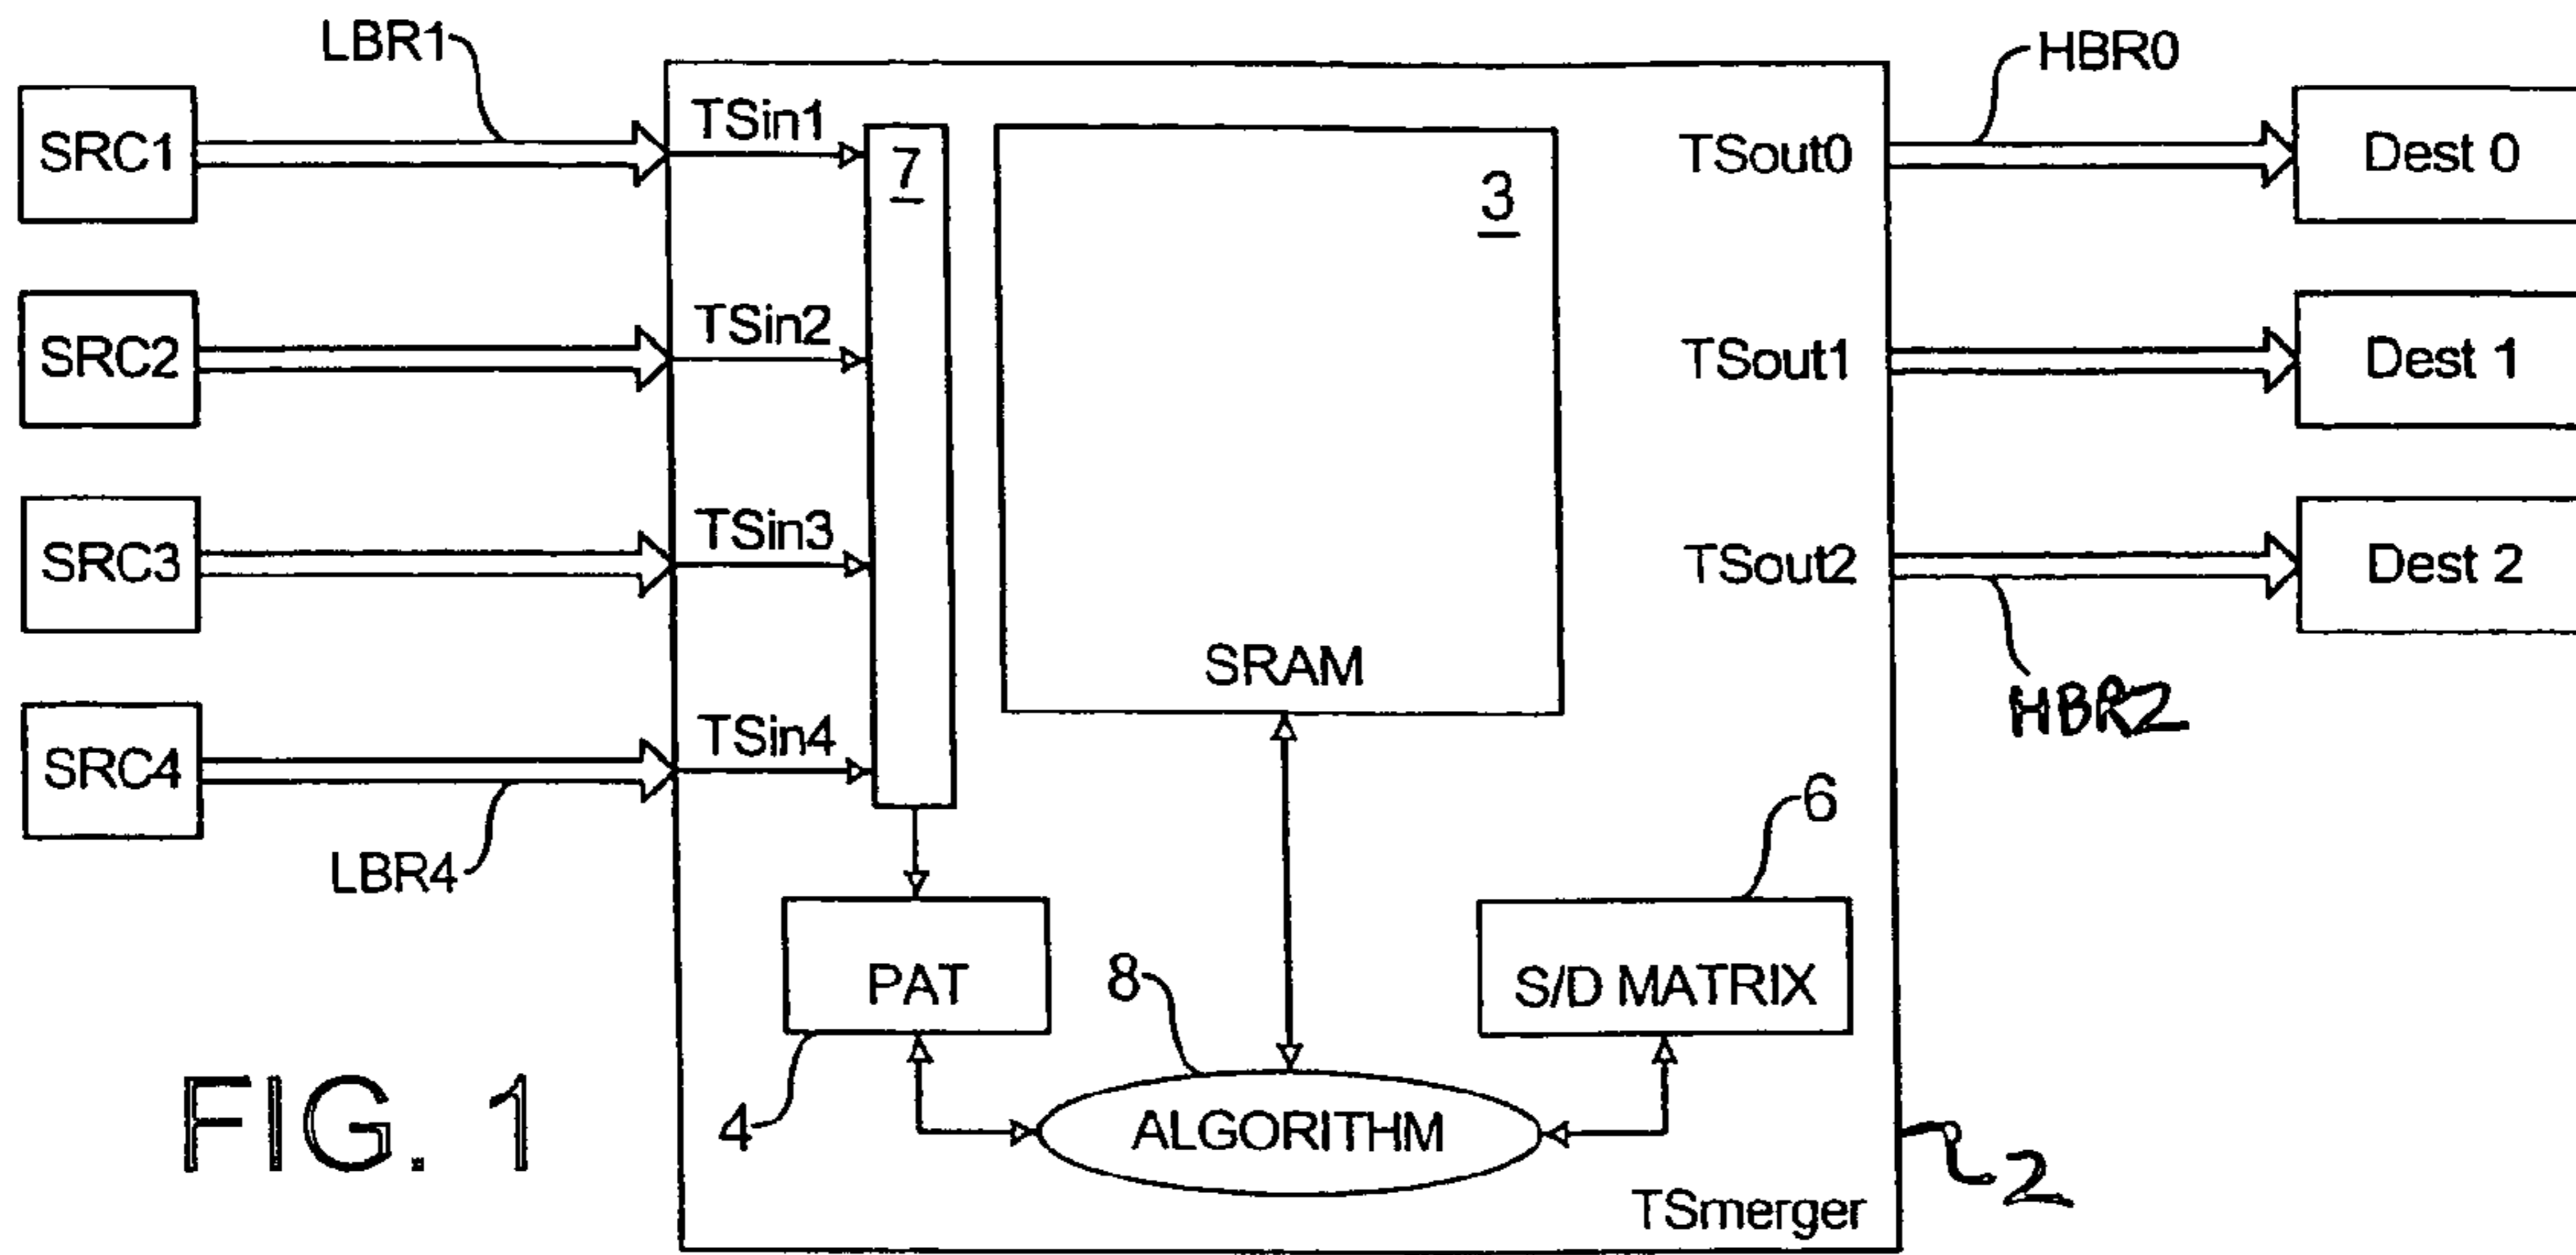 LBR1
HBR0
SRC1
TSin1
7
3
TSout0
Dest 0
SRC2
TSin2
TSout1
Dest 1
SRC3
TSin3
TSout2
Dest 2
SRAM
HBR2
SRC4
TSin4
6
LBR4
PAT
8
S/D MATRIX
4
ALGORITHM
FIG. 1
2
TSmerger